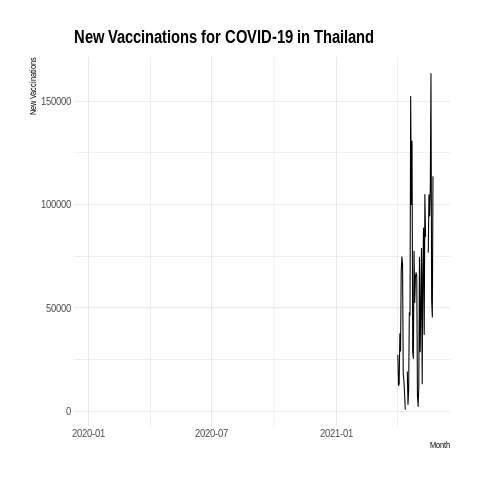 New Vaccinations for COVID-19 in Thailand
New Vaccinations
150000
100000
50000
0
2020-01
2020-07
2021-01
Month